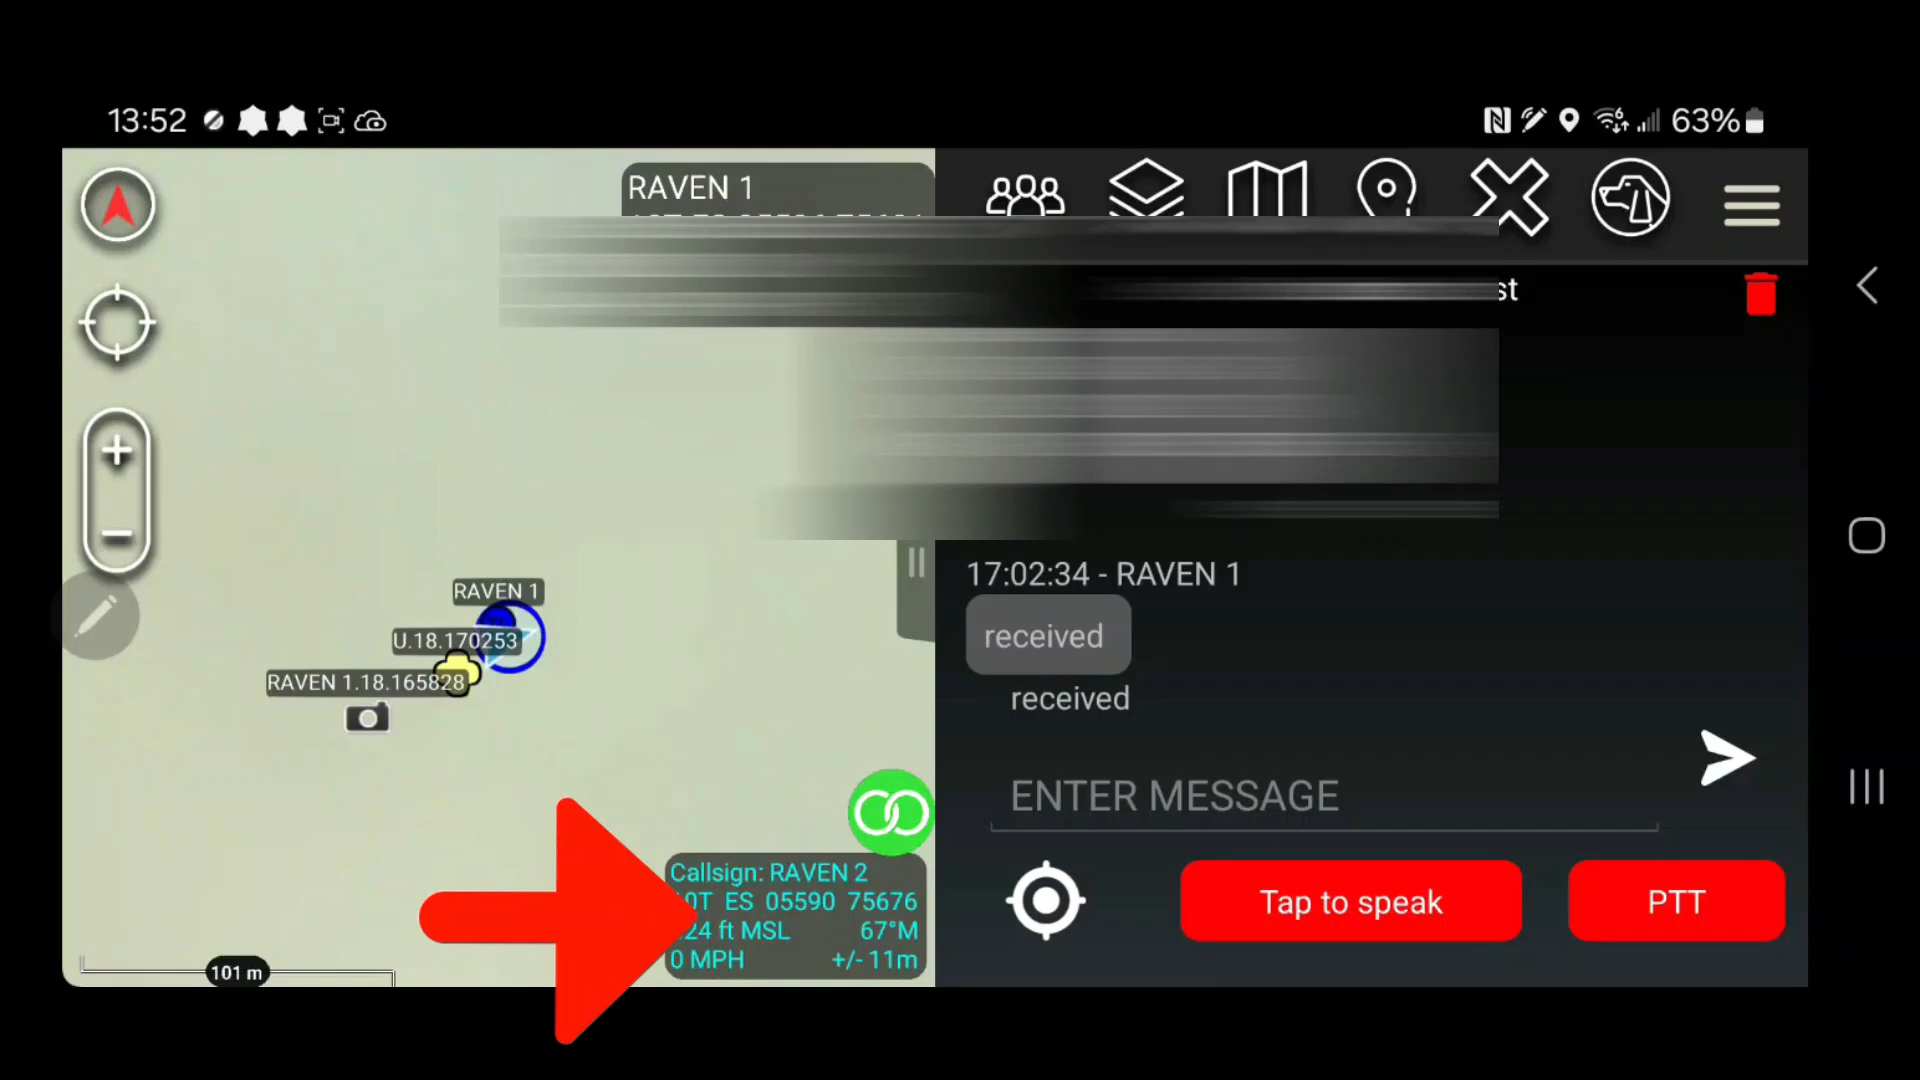 13:52
63%
RAVEN 1
st
RAVEN 1
U.18.170253
RAVEN 1.18.165828
101 m
Callsign: RAVEN 2
ES 05590 75676
24 ft MSL 67°M
0 MPH +/- 11m
17:02:34 - RAVEN 1
received
received
ENTER MESSAGE
Tap to speak
PTT